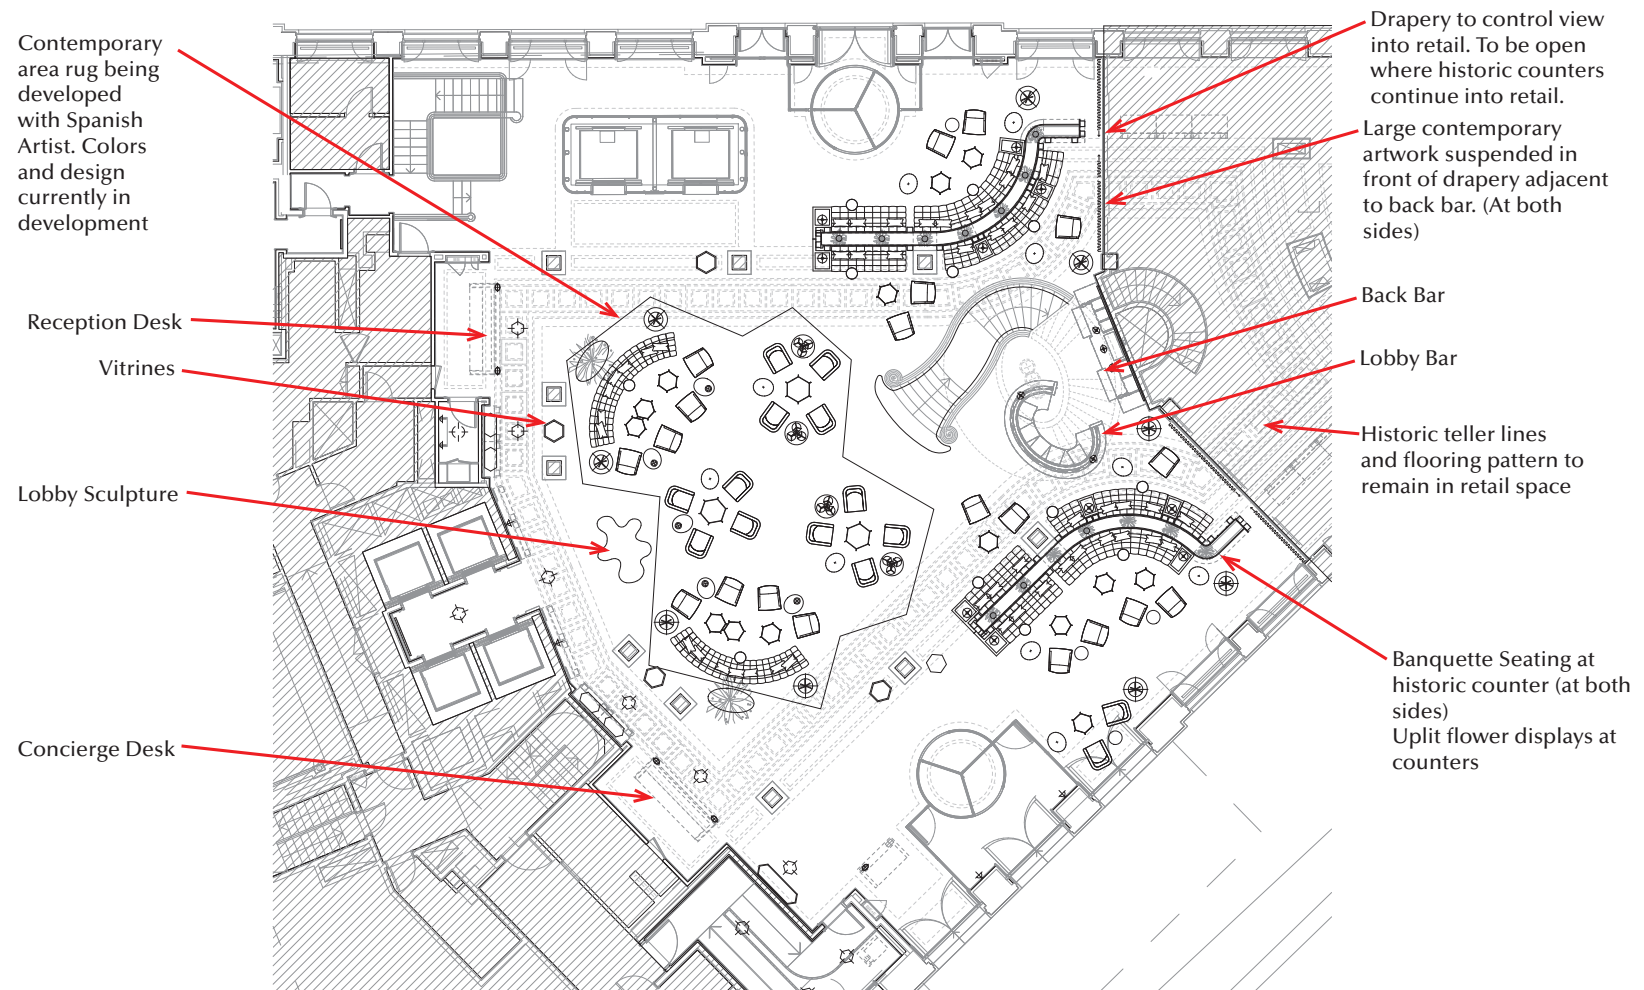 Contemporary
area rug being
developed
with Spanish
Artist. Colors
and design
currently in
development
Reception Desk
Vitrines
Lobby Sculpture
Concierge Desk
Drapery to control view
into retail. To be open
where historic counters
continue into retail.
Large contemporary
artwork suspended in
front of drapery adjacent
to back bar. (At both
sides)
Back Bar
Lobby Bar
Historic teller lines
and flooring pattern to
remain in retail space
Banquette Seating at
historic counter (at both
sides)
Uplit flower displays at
counters